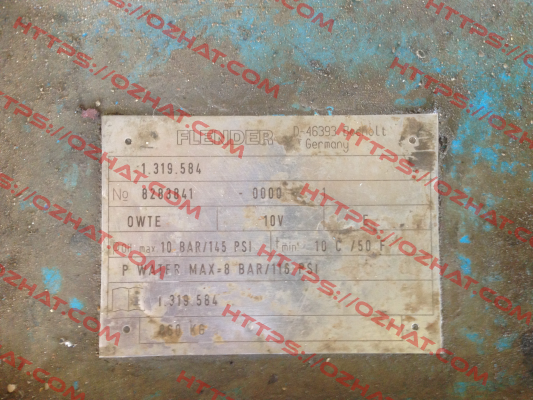 FLENDER D-46393 Bocholt
Germany
1.319.584
No 8283841 - 0000 1
OWTE 10V
max. 10 BAR/145 PSI t min. - 10 C /50 F
P WATER MAX=8 BAR/116 PSI
1.319.584
KG
HTTPS://OZHAT.COM